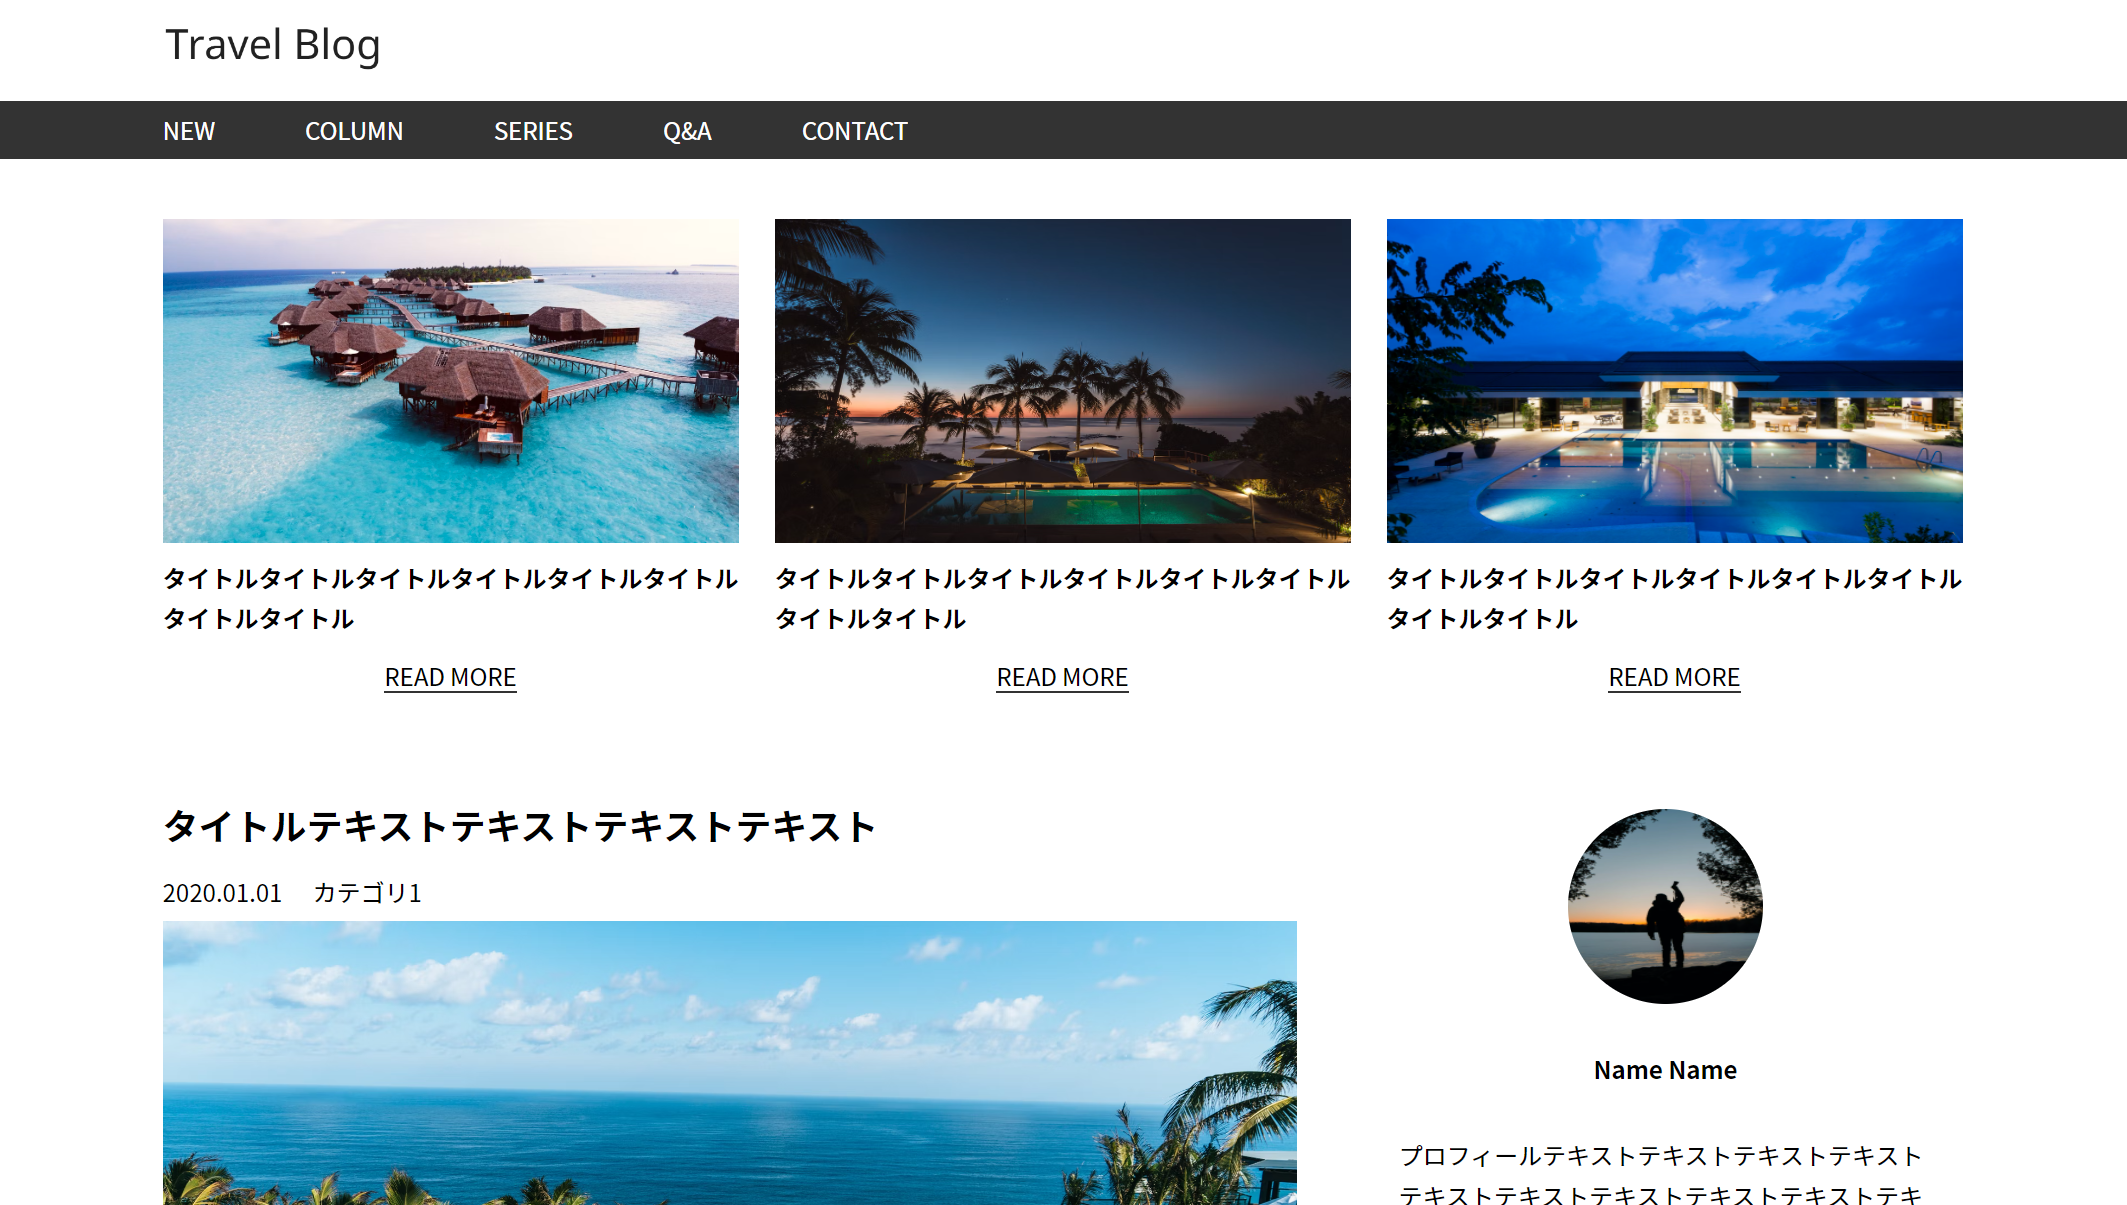 Travel Blog
NEW COLUMN SERIES Q&A CONTACT
タイトルタイトルタイトルタイトルタイトルタイトル
タイトルタイトル
READ MORE
タイトルタイトルタイトルタイトルタイトルタイトル
タイトルタイトル
READ MORE
タイトルタイトルタイトルタイトルタイトルタイトル
タイトルタイトル
READ MORE
タイトルテキストテキストテキストテキスト
2020.01.01 カテゴリ1
Name Name
プロフィールテキストテキストテキストテキスト
テキストテキストテキストテキストテキストテキ